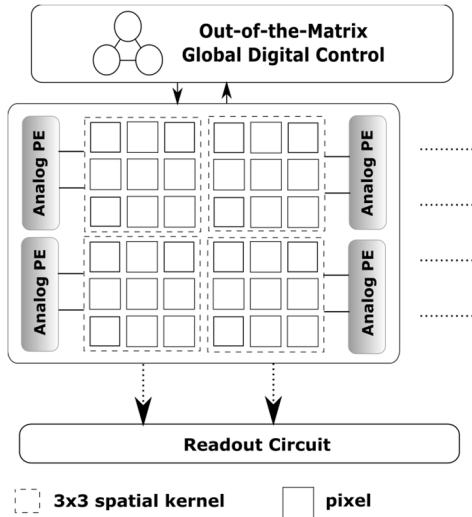 Out-of-the-Matrix
Global Digital Control
Analog PE
Analog PE
Analog PE
Analog PE
Readout Circuit
3x3 spatial kernel
pixel